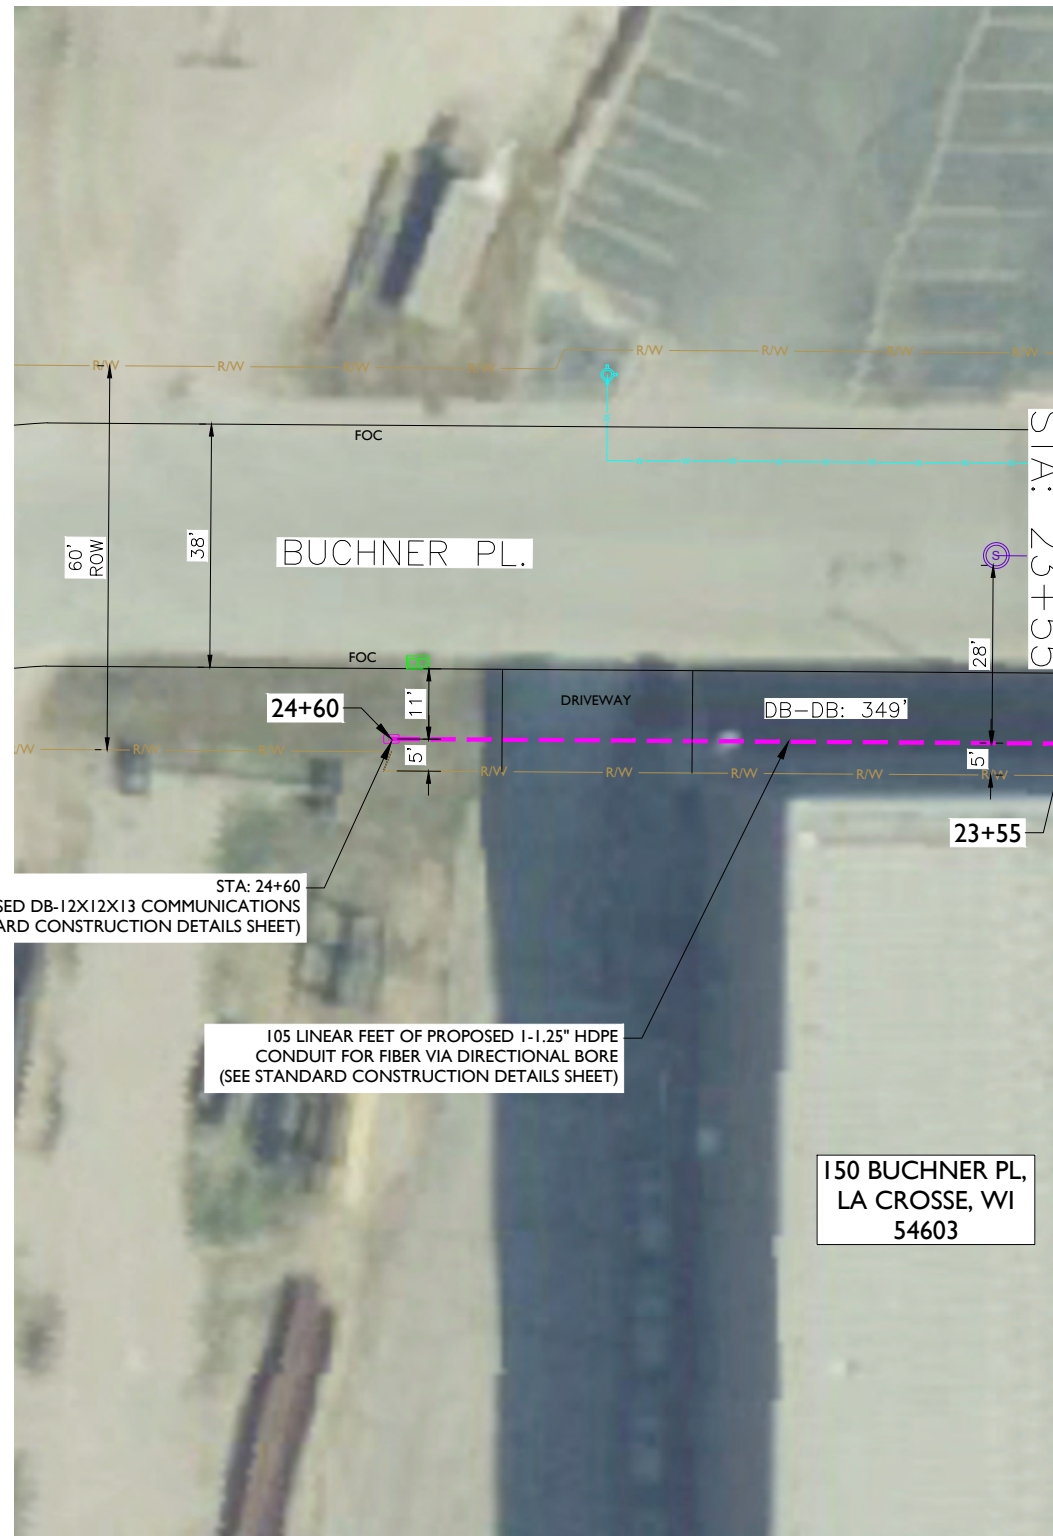 R/W R/W R/W R/W R/W R/W R/W R/W
FOC
STA: 23+55
60'
ROW
38'
BUCHNER PL.
S
28'
FOC
11'
DRIVEWAY
24+60
DB-DB: 349'
R/W R/W R/W
5'
5'
R/W R/W R/W R/W R/W
23+55
STA: 24+60
SED DB-12X12X13 COMMUNICATIONS
ARD CONSTRUCTION DETAILS SHEET)
105 LINEAR FEET OF PROPOSED 1-1.25" HDPE
CONDUIT FOR FIBER VIA DIRECTIONAL BORE
(SEE STANDARD CONSTRUCTION DETAILS SHEET)
150 BUCHNER PL,
LA CROSSE, WI
54603